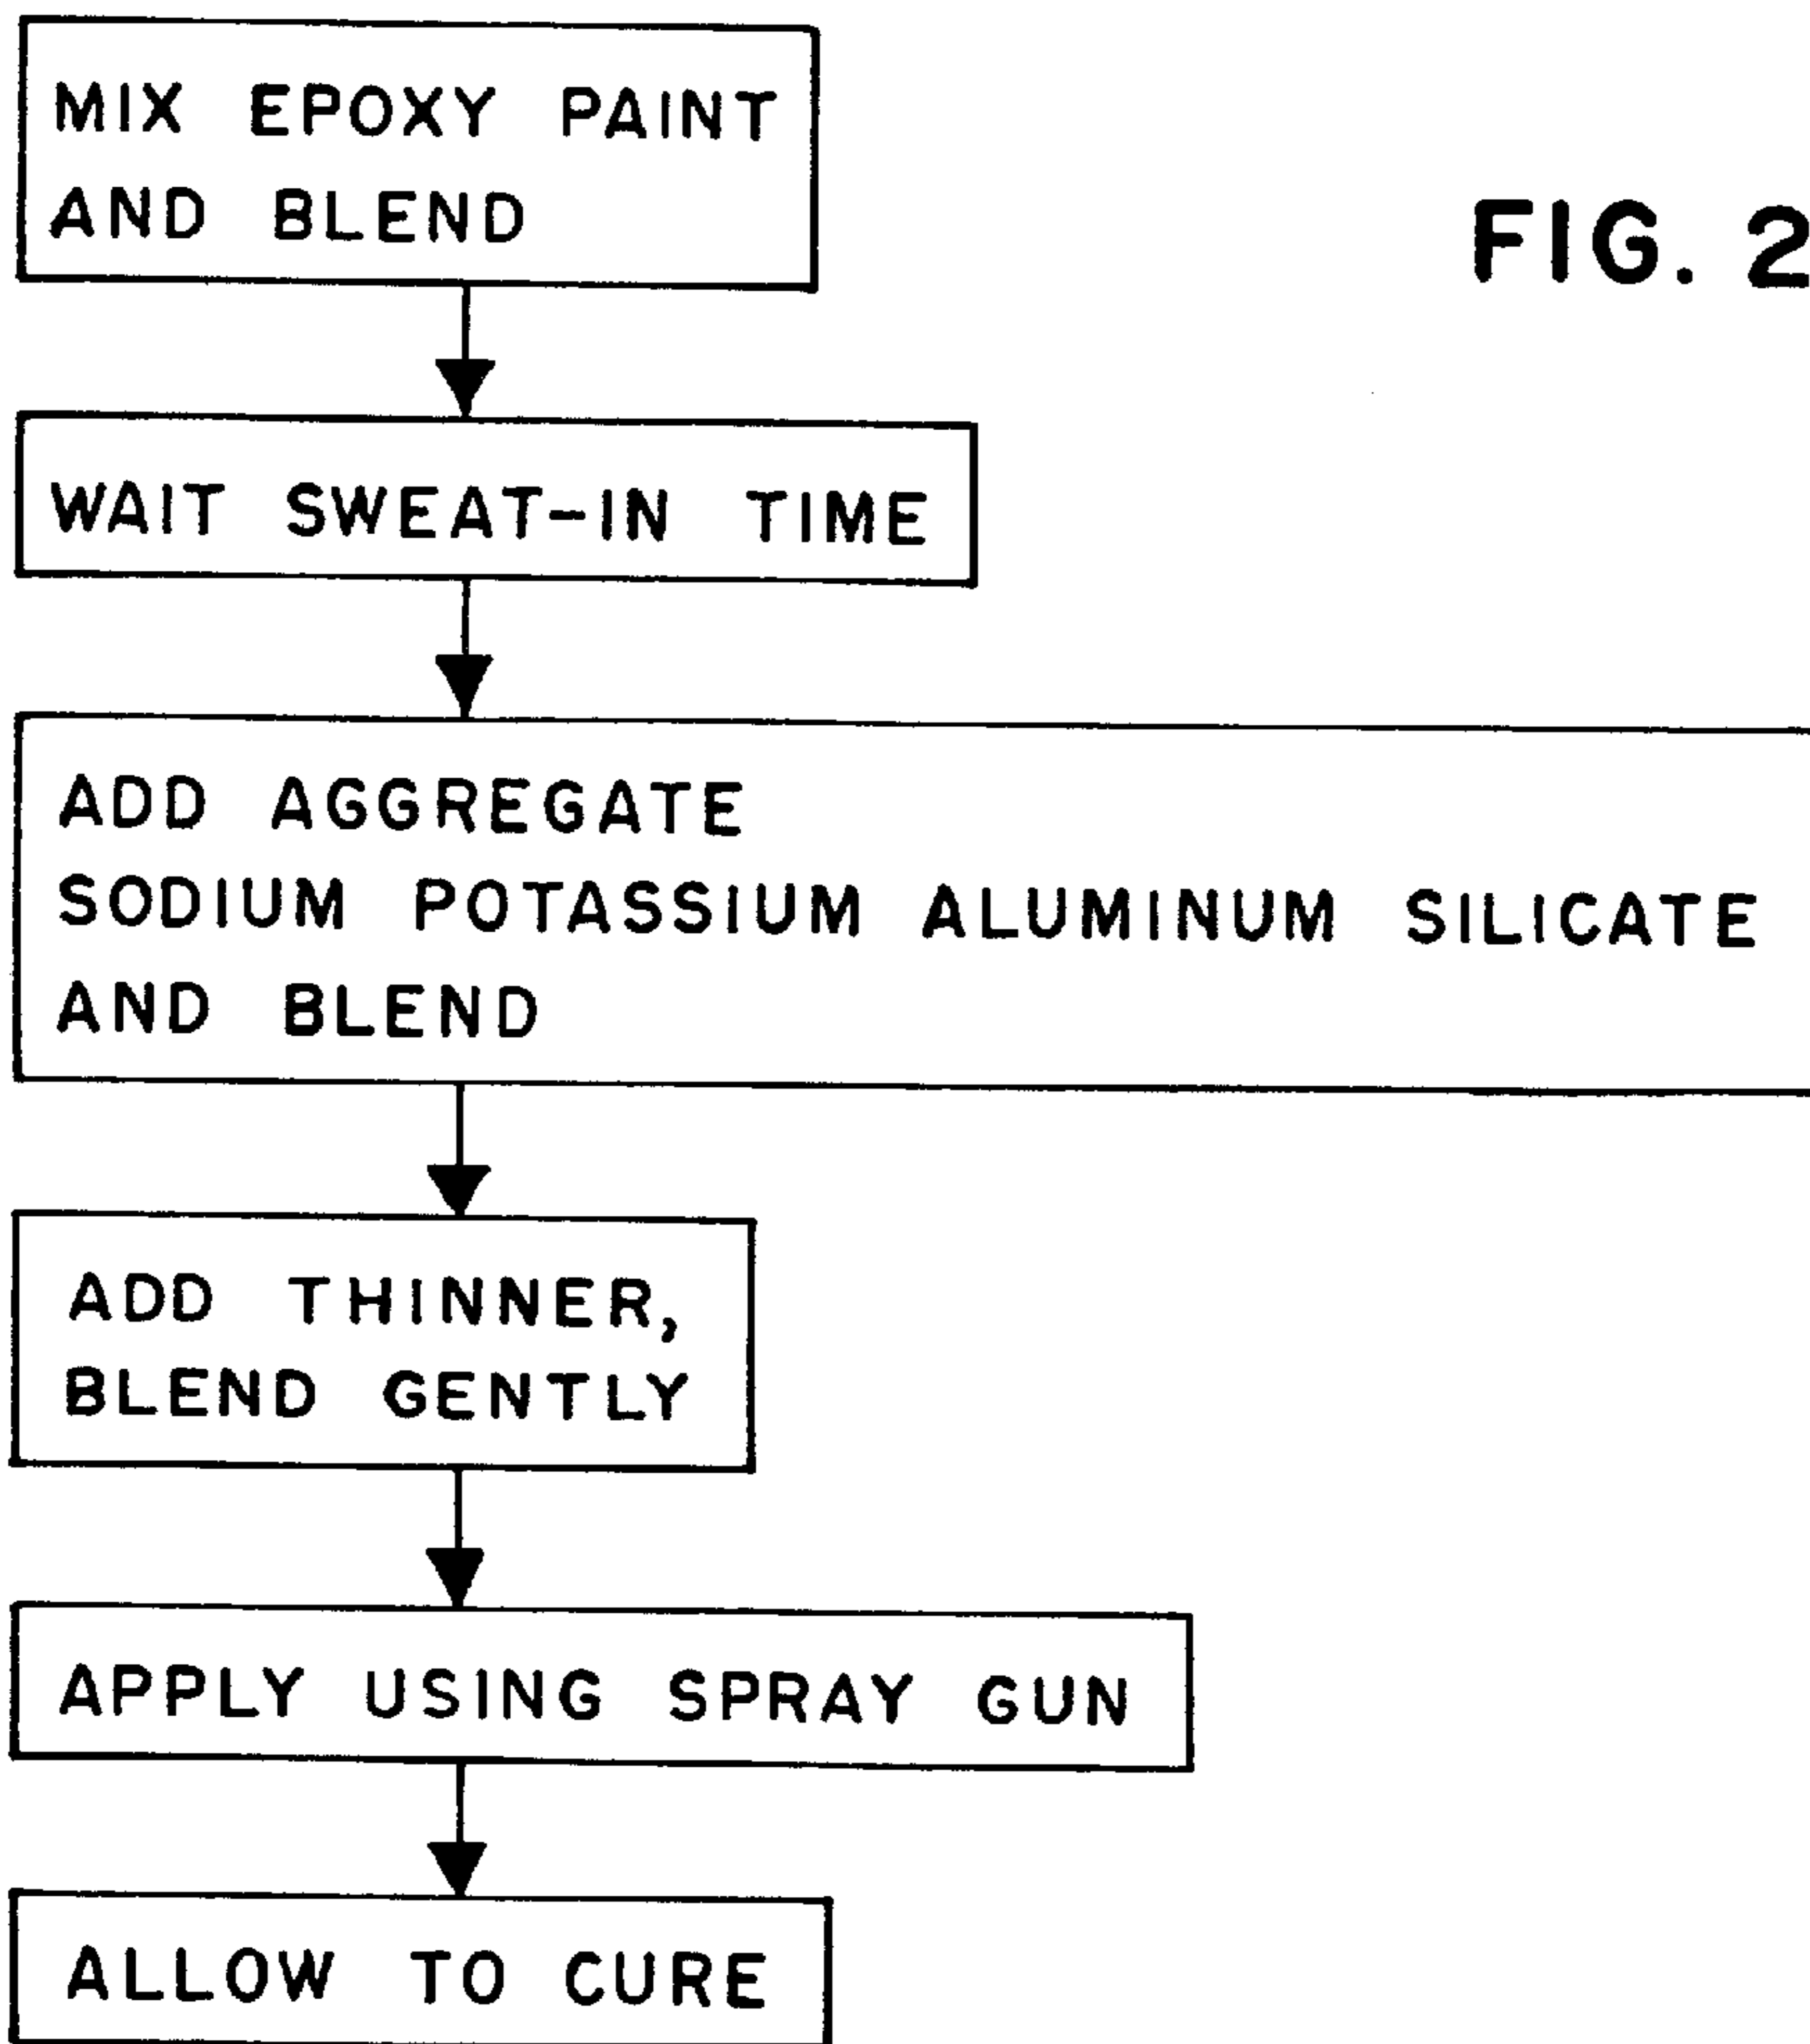 MIX EPOXY PAINT
AND BLEND
FIG. 2
WAIT SWEAT-IN TIME
ADD AGGREGATE
SODIUM POTASSIUM ALUMINUM SILICATE
AND BLEND
ADD THINNER,
BLEND GENTLY
APPLY USING SPRAY GUN
ALLOW TO CURE